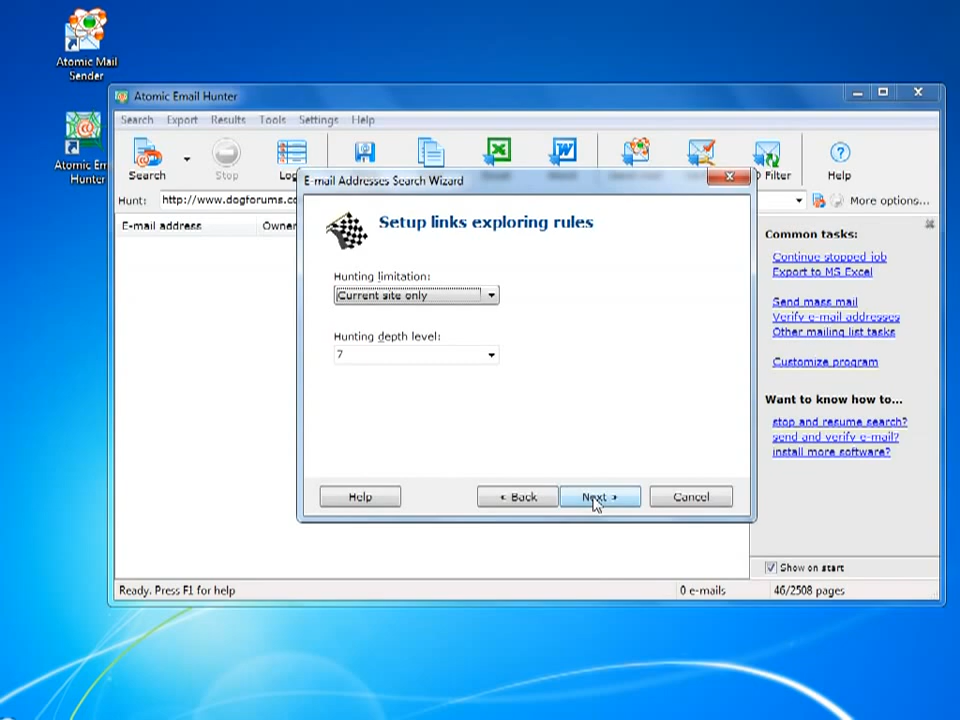 Atomic Mail
Sender
Atomic Em
Hunter
Atomic Email Hunter
Search Export Results Tools Settings Help
Search
Stop
Filter
Help
Hunt: http://www.dogforums.co
More options...
E-mail address
Owner
E-mail Addresses Search Wizard
Setup links exploring rules
Hunting limitation:
Current site only
Hunting depth level:
7
Help
< Back
Next >
Cancel
Common tasks:
Continue stopped job
Export to MS Excel
Send mass mail
Verify e-mail addresses
Other mailing list tasks
Customize program
Want to know how to...
stop and resume search?
send and verify e-mail?
install more software?
Show on start
Ready. Press F1 for help
0 e-mails
46/2508 pages